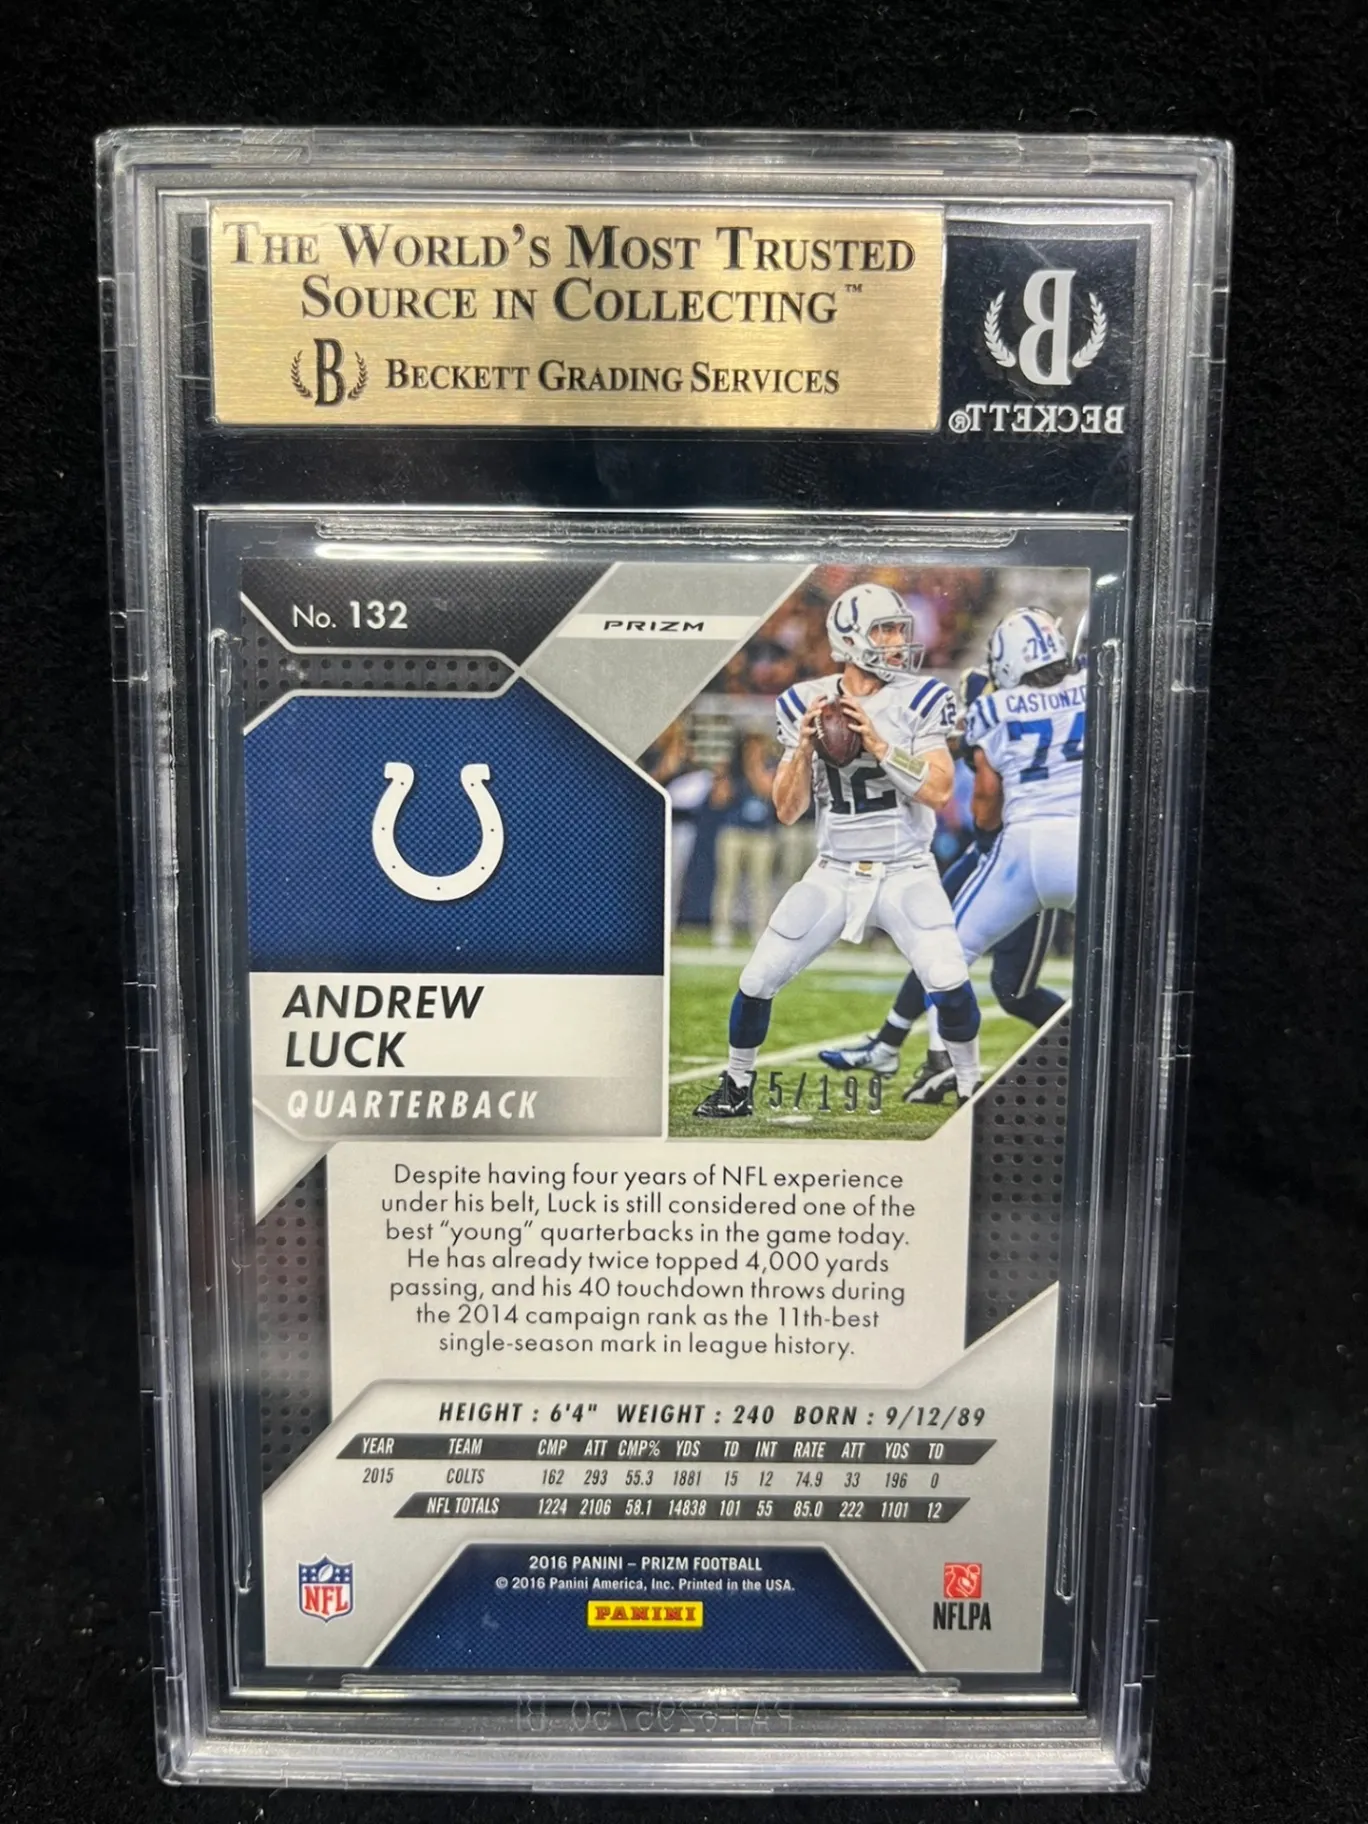 THE WORLD'S MOST TRUSTED
SOURCE IN COLLECTING™
B BECKETT GRADING SERVICES
B
BECKETT®
No. 132
PRIZM
CASTONZO
74
74
12
12
ANDREW
LUCK
QUARTERBACK
175/199
Despite having four years of NFL experience
under his belt, Luck is still considered one of the
best “young” quarterbacks in the game today.
He has already twice topped 4,000 yards
passing, and his 40 touchdown throws during
the 2014 campaign rank as the 11th-best
single-season mark in league history.
HEIGHT : 6'4" WEIGHT : 240 BORN : 9/12/89
YEAR TEAM CMP ATT CMP% YDS TD INT RATE ATT YDS TD
2015 COLTS 162 293 55.3 1881 15 12 74.9 33 196 0
NFL TOTALS 1224 2106 58.1 14838 101 55 85.0 222 1101 12
NFL
2016 PANINI – PRIZM FOOTBALL
© 2016 Panini America, Inc. Printed in the USA.
PANINI
NFLPA